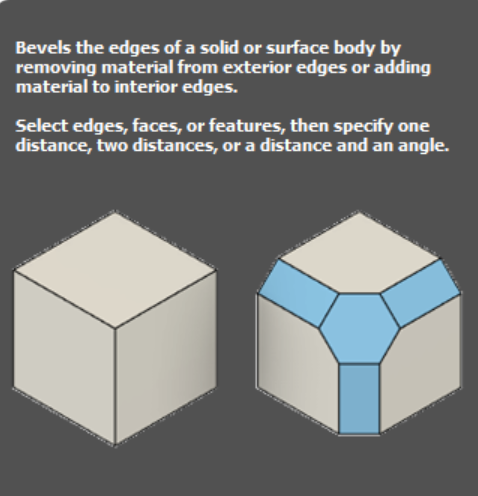 Bevels the edges of a solid or surface body by
removing material from exterior edges or adding
material to interior edges.
Select edges, faces, or features, then specify one
distance, two distances, or a distance and an angle.